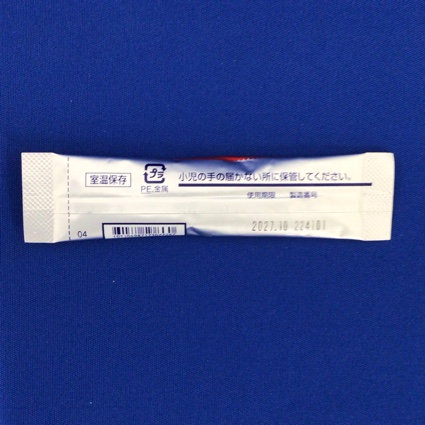 室温保存
プラ
PE,金属
小児の手の届かない所に保管してください。
使用期限 製造番号
2027.10 224101
04